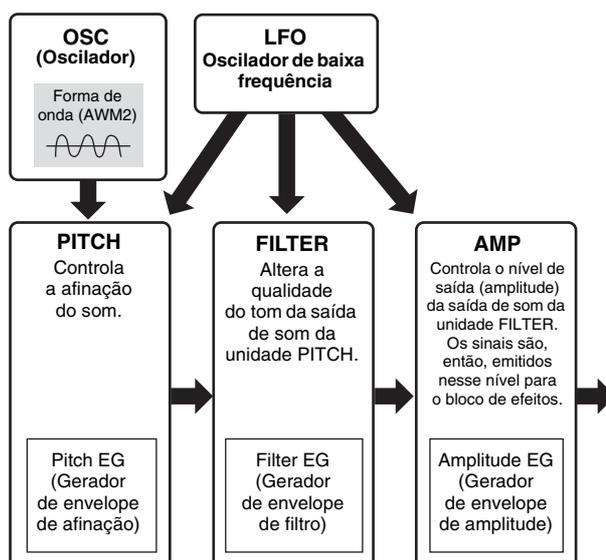 OSC
(Oscilador)
Forma de
onda (AWM2)
LFO
Oscilador de baixa
frequência
PITCH
Controla
a afinação
do som.
Pitch EG
(Gerador
de envelope
de afinação)
FILTER
Altera a
qualidade
do tom da saída
de som da
unidade PITCH.
Filter EG
(Gerador
de envelope
de filtro)
AMP
Controla o nível de
saída (amplitude)
da saída de som da
unidade FILTER.
Os sinais são,
então, emitidos
nesse nível para
o bloco de efeitos.
Amplitude EG
(Gerador
de envelope
de amplitude)